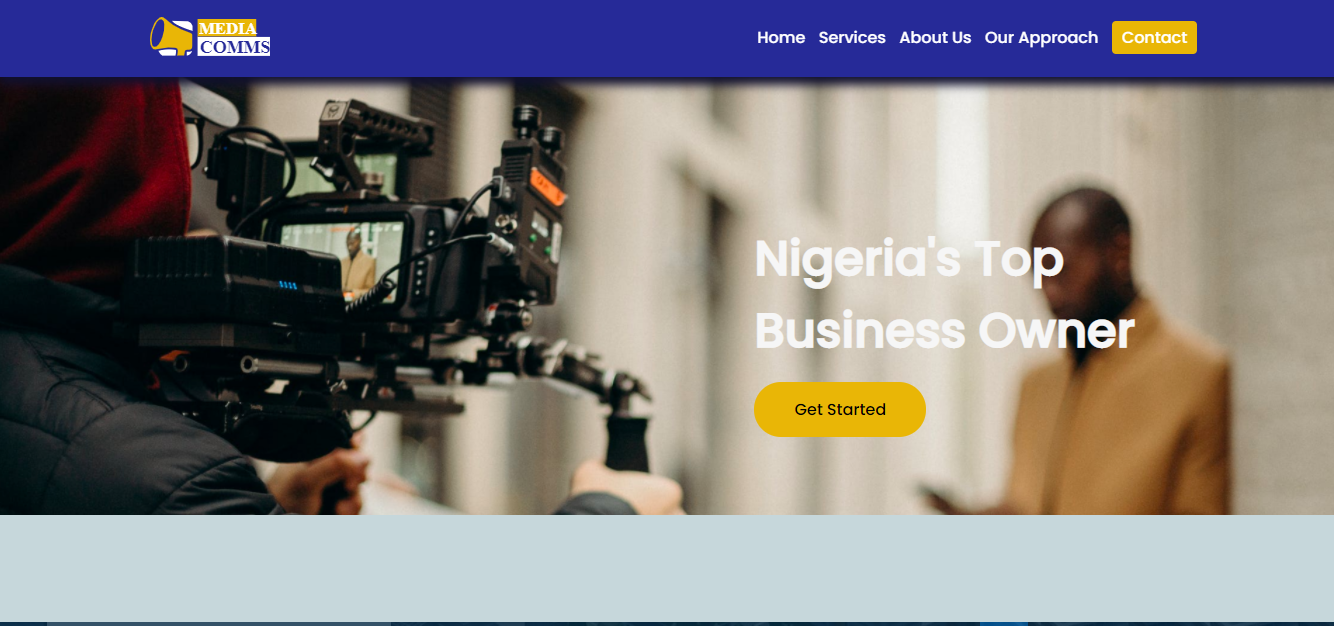 MEDIA
COMMS
Home Services About Us Our Approach Contact
Nigeria's Top
Business Owner
Get Started